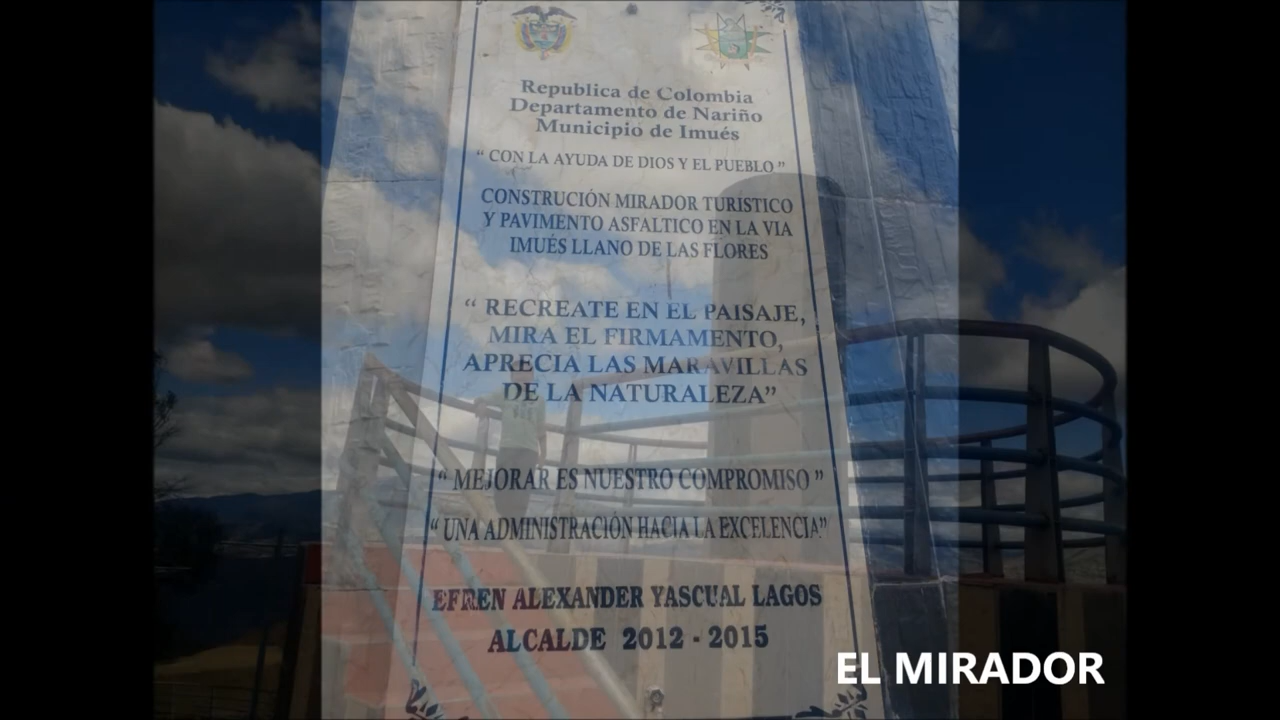 Republica de Colombia
Departamento de Nariño
Municipio de Imués
“ CON LA AYUDA DE DIOS Y EL PUEBLO ”
CONSTRUCIÓN MIRADOR TURISTICO
Y PAVIMENTO ASFALTICO EN LA VIA
IMUÉS LLANO DE LAS FLORES
“ RECREATE EN EL PAISAJE,
MIRA EL FIRMAMENTO,
APRECIA LAS MARAVILLAS
DE LA NATURALEZA”
“ MEJORAR ES NUESTRO COMPROMISO ”
“ UNA ADMINISTRACIÓN HACIA LA EXCELENCIA”
EFREN ALEXANDER YASCUAL LAGOS
ALCALDE 2012 - 2015
EL MIRADOR